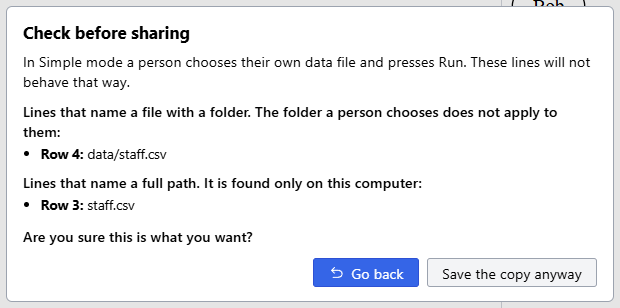 Check before sharing
In Simple mode a person chooses their own data file and presses Run. These lines will not
behave that way.
Lines that name a file with a folder. The folder a person chooses does not apply to
them:
• Row 4: data/staff.csv
Lines that name a full path. It is found only on this computer:
• Row 3: staff.csv
Are you sure this is what you want?
Go back
Save the copy anyway